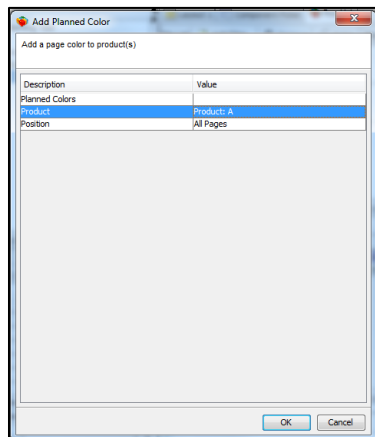 Add Planned Color
Add a page color to product(s)
Description Value
Planned Colors
Product Product: A
Position All Pages
OK Cancel